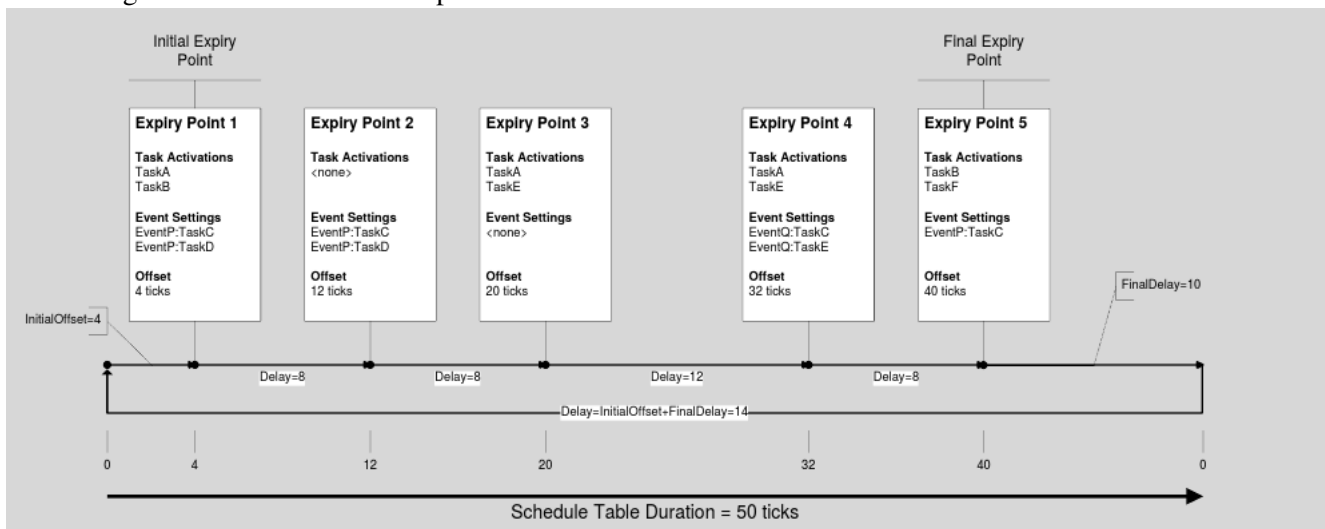 Initial Expiry
Point
Final Expiry
Point
Expiry Point 1
Task Activations
TaskA
TaskB
Event Settings
EventP:TaskC
EventP:TaskD
Offset
4 ticks
Expiry Point 2
Task Activations
<none>
Event Settings
EventP:TaskC
EventP:TaskD
Offset
12 ticks
Expiry Point 3
Task Activations
TaskA
TaskE
Event Settings
<none>
Offset
20 ticks
Expiry Point 4
Task Activations
TaskA
TaskE
Event Settings
EventQ:TaskC
EventQ:TaskE
Offset
32 ticks
Expiry Point 5
Task Activations
TaskB
TaskF
Event Settings
EventP:TaskC
Offset
40 ticks
InitialOffset=4
FinalDelay=10
Delay=8
Delay=8
Delay=12
Delay=8
Delay=InitialOffset+FinalDelay=14
0 4 12 20 32 40 0
Schedule Table Duration = 50 ticks